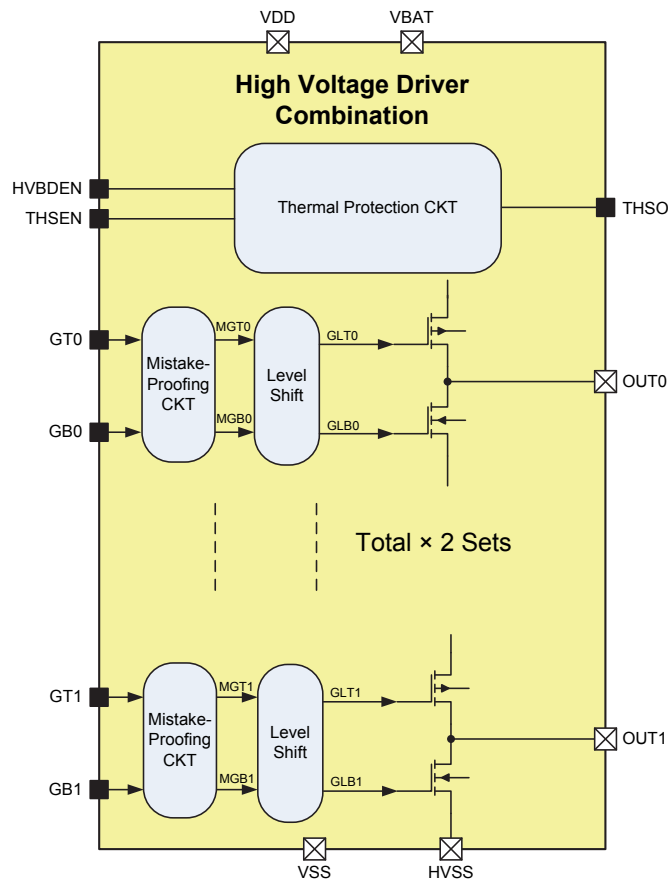 VDD
VBAT
High Voltage Driver
Combination
HVBDEN
THSEN
Thermal Protection CKT
THSO
GT0
MGT0
GLT0
Mistake-
Proofing
CKT
Level
Shift
OUT0
GB0
MGB0
GLB0
Total × 2 Sets
GT1
MGT1
GLT1
Mistake-
Proofing
CKT
Level
Shift
OUT1
GB1
MGB1
GLB1
VSS
HVSS